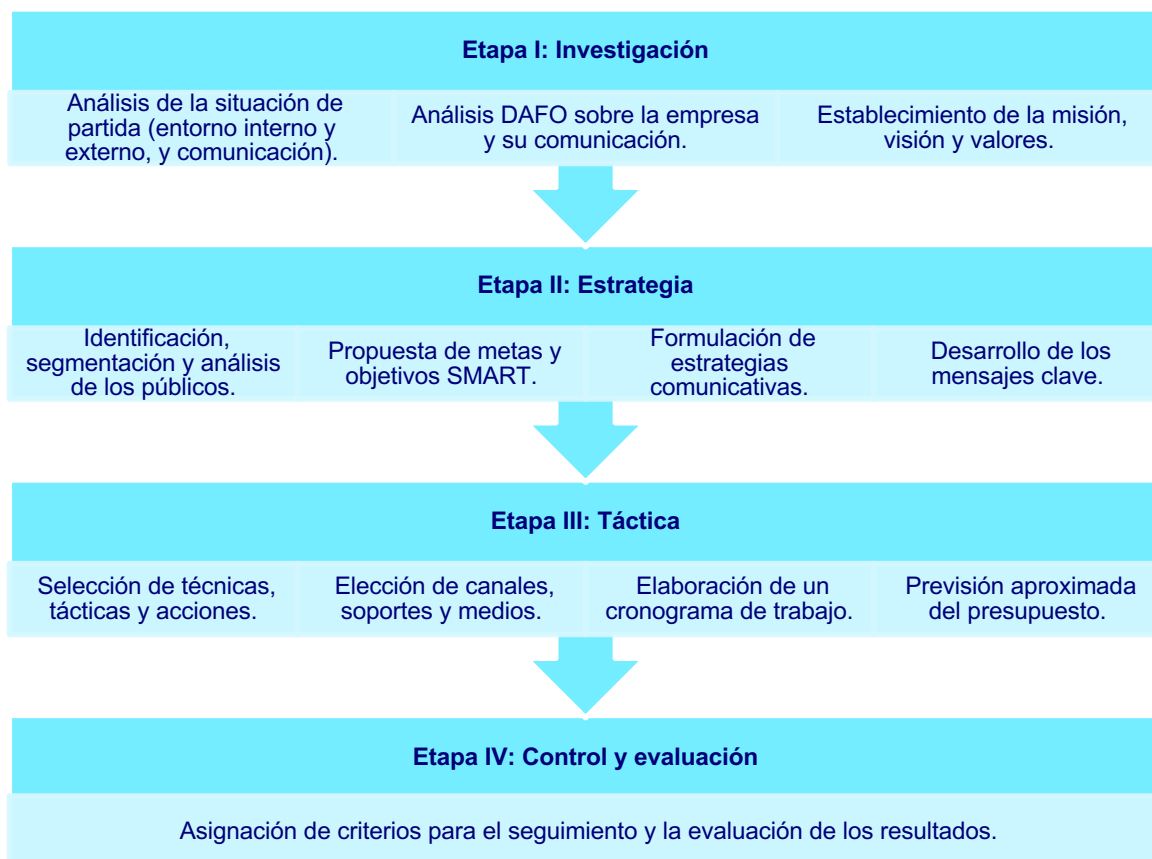 Etapa I: Investigación
Análisis de la situación de
partida (entorno interno y
externo, y comunicación).
Análisis DAFO sobre la empresa
y su comunicación.
Establecimiento de la misión,
visión y valores.
Etapa II: Estrategia
Identificación,
segmentación y análisis
de los públicos.
Propuesta de metas y
objetivos SMART.
Formulación de
estrategias
comunicativas.
Desarrollo de los
mensajes clave.
Etapa III: Táctica
Selección de técnicas,
tácticas y acciones.
Elección de canales,
soportes y medios.
Elaboración de un
cronograma de trabajo.
Previsión aproximada
del presupuesto.
Etapa IV: Control y evaluación
Asignación de criterios para el seguimiento y la evaluación de los resultados.